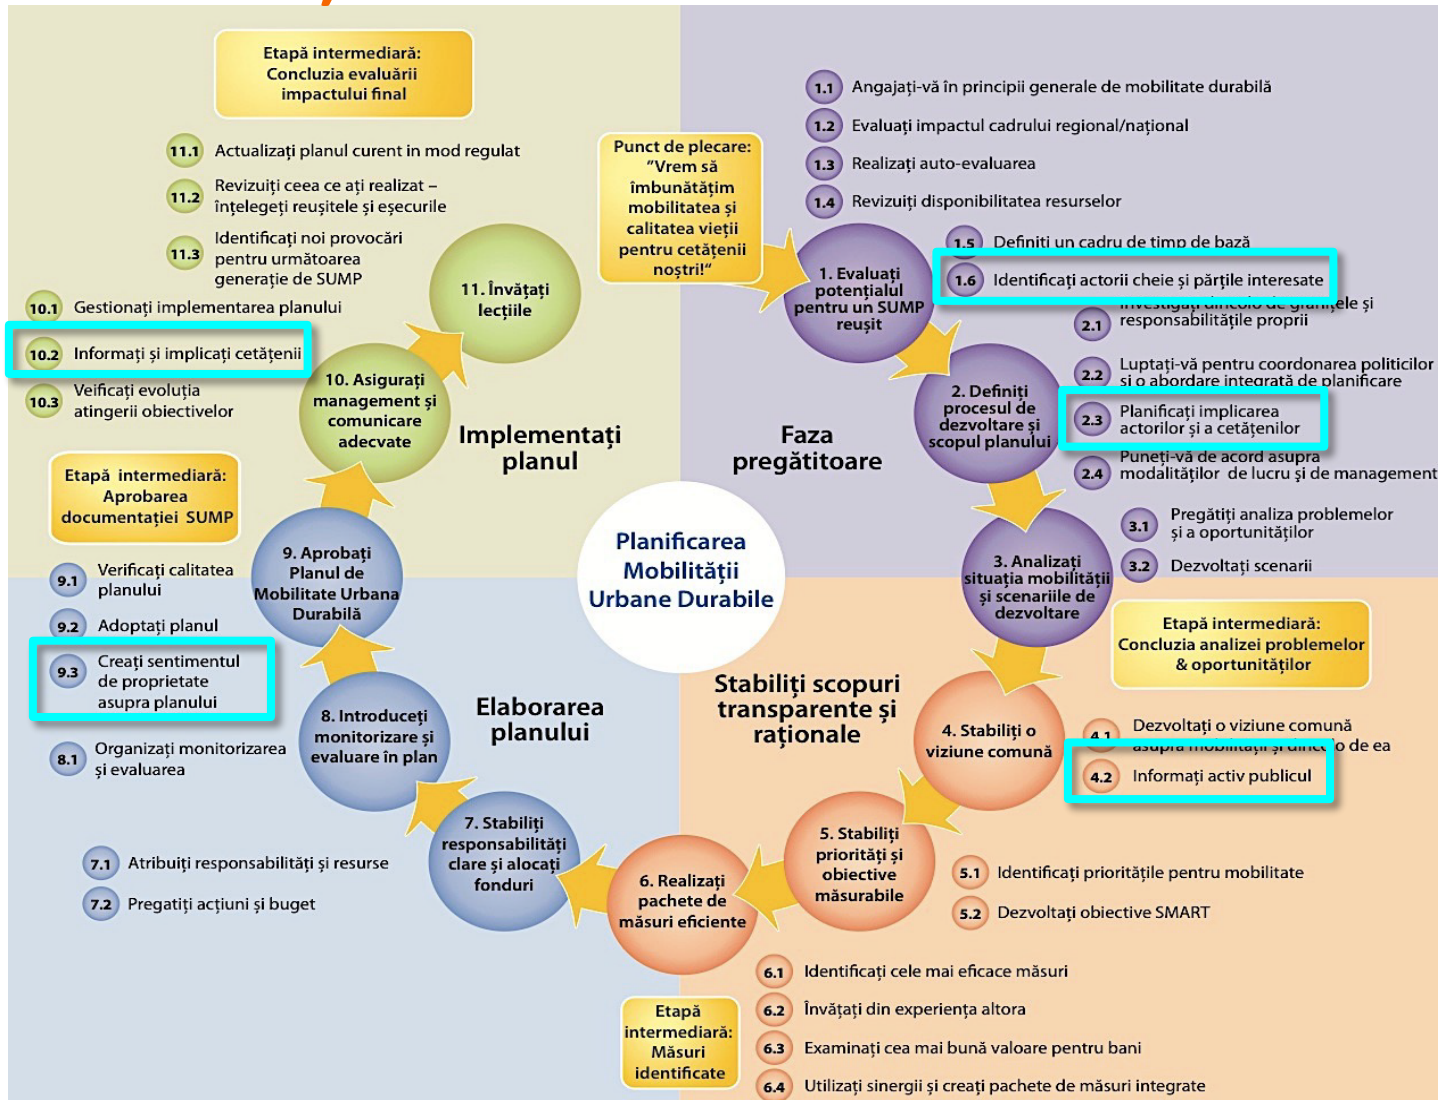 Etapă intermediară:
Concluzia evaluării
impactului final
11.1 Actualizați planul curent in mod regulat
11.2 Revizuiți ceea ce ați realizat –
înțelegeți reușitele și eșecurile
11.3 Identificați noi provocări
pentru următoarea
generație de SUMP
11. Învățați
lecțiile
10.1 Gestionați implementarea planului
10.2 Informați și implicați cetățenii
10.3 Veificați evoluția
atingerii obiectivelor
10. Asigurați
management și
comunicare
adecvate
Implementați
planul
Punct de plecare:
”Vrem să
îmbunătățim
mobilitatea și
calitatea vieții
pentru cetățenii
noștri!“
1.1 Angajați-vă în principii generale de mobilitate durabilă
1.2 Evaluați impactul cadrului regional/național
1.3 Realizați auto-evaluarea
1.4 Revizuiți disponibilitatea resurselor
1.5 Definiți un cadru de timp de bază
1.6 Identificați actorii cheie și părțile interesate
1. Evaluați
potențialul
pentru un SUMP
reușit
2.1 Investigați dincolo de granițele și
responsabilitățile proprii
2.2 Luptați-vă pentru coordonarea politicilor
și o abordare integrată de planificare
2.3 Planificați implicarea
actorilor și a cetățenilor
2.4 Puneți-vă de acord asupra
modalităților de lucru și de management
2. Definiți
procesul de
dezvoltare și
scopul planului
Faza
pregătitoare
3.1 Pregătiți analiza problemelor
și a oportunităților
3.2 Dezvoltați scenarii
3. Analizați
situația mobilității
și scenariile de
dezvoltare
Planificarea
Mobilității
Urbane Durabile
Etapă intermediară:
Concluzia analizei problemelor
& oportunităților
Stabiliți scopuri
transparente și
raționale
4. Stabiliți o
viziune comună
4.1 Dezvoltați o viziune comună
asupra mobilității și dincolo de ea
4.2 Informați activ publicul
5. Stabiliți
priorități și
obiective
măsurabile
5.1 Identificați prioritățile pentru mobilitate
5.2 Dezvoltați obiective SMART
6. Realizați
pachete de
măsuri eficiente
6.1 Identificați cele mai eficace măsuri
6.2 Învățați din experiența altora
6.3 Examinați cea mai bună valoare pentru bani
6.4 Utilizați sinergii și creați pachete de măsuri integrate
Etapă
intermediară:
Măsuri
identificate
Elaborarea
planului
7. Stabiliți
responsabilități
clare și alocați
fonduri
7.1 Atribuiți responsabilități și resurse
7.2 Pregatiți acțiuni și buget
8. Introduceți
monitorizare și
evaluare în plan
8.1 Organizați monitorizarea
și evaluarea
Etapă intermediară:
Aprobarea
documentației SUMP
9. Aprobați
Planul de
Mobilitate Urbana
Durabilă
9.1 Verificați calitatea
planului
9.2 Adoptați planul
9.3 Creați sentimentul
de proprietate
asupra planului